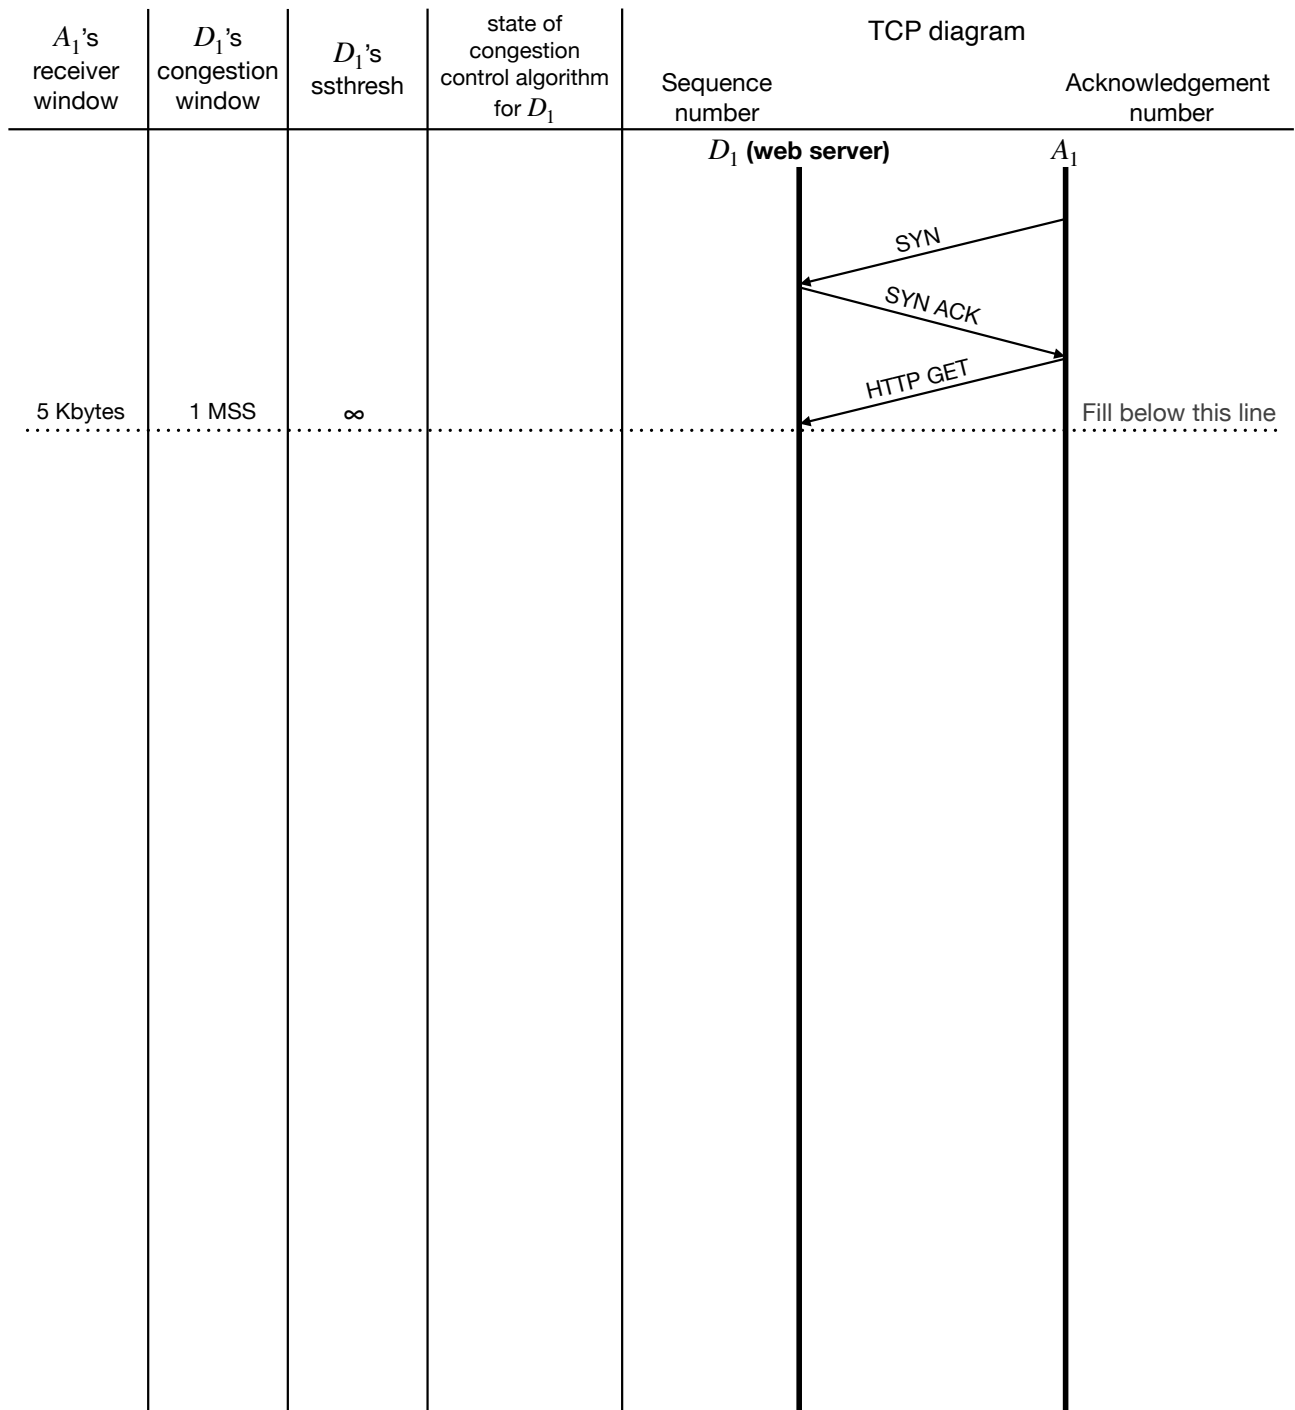 A₁'s
receiver
window
D₁'s
congestion
window
D₁'s
ssthresh
state of
congestion
control algorithm
for D₁
TCP diagram
Sequence
number
Acknowledgement
number
D₁ (web server)
A₁
SYN
SYN ACK
HTTP GET
5 Kbytes
1 MSS
∞
Fill below this line